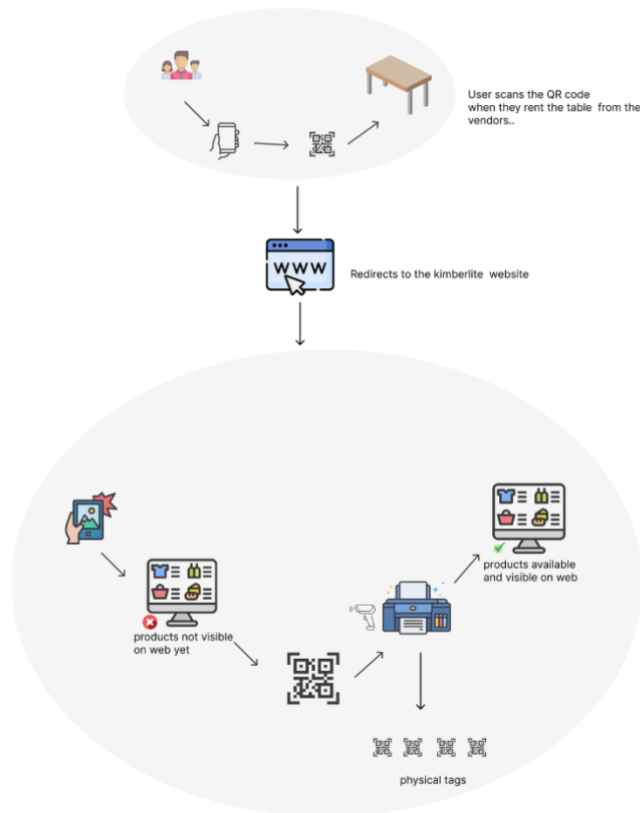 User scans the QR code
when they rent the table from the
vendors..
WWW
Redirects to the kimberlite website
products available
and visible on web
products not visible
on web yet
physical tags